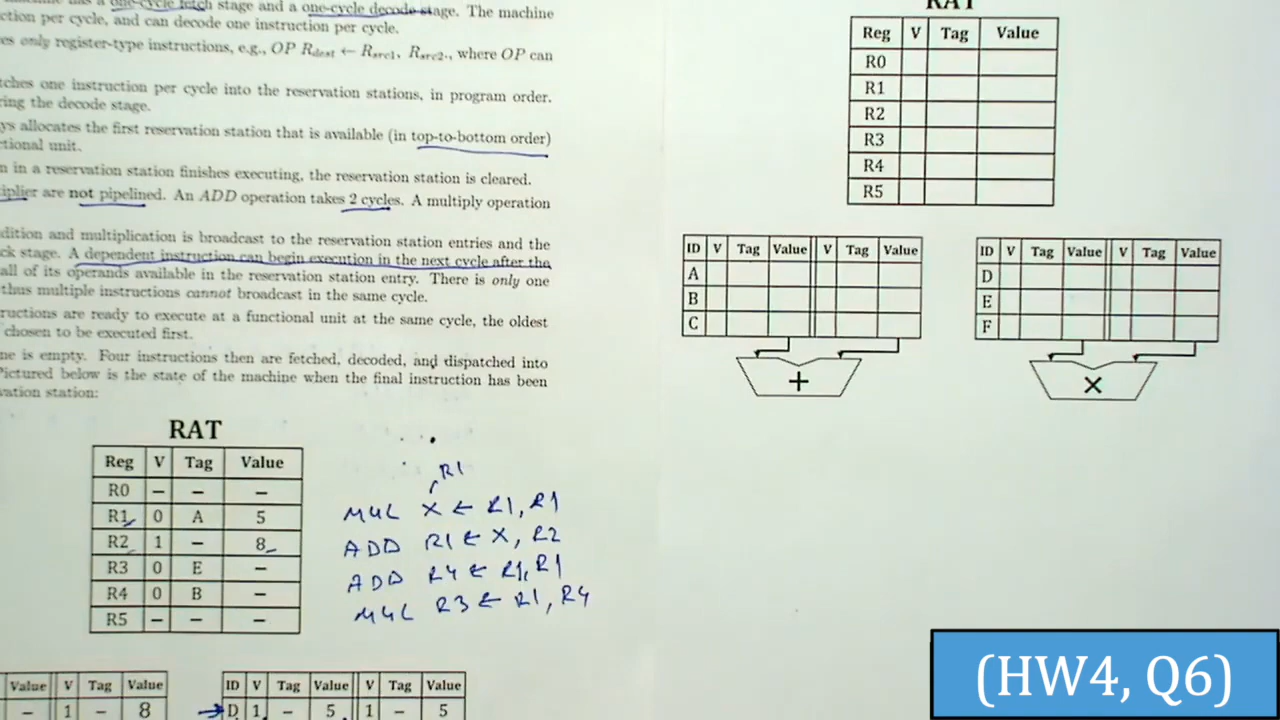 machine has a one-cycle fetch stage and a one-cycle decode stage. The machine
ction per cycle, and can decode one instruction per cycle.
es only register-type instructions, e.g., OP Rdest ← Rsrc1, Rsrc2., where OP can
tches one instruction per cycle into the reservation stations, in program order.
ring the decode stage.
ys allocates the first reservation station that is available (in top-to-bottom order)
ctional unit.
n in a reservation station finishes executing, the reservation station is cleared.
tiplier are not pipelined. An ADD operation takes 2 cycles. A multiply operation
dition and multiplication is broadcast to the reservation station entries and the
ck stage. A dependent instruction can begin execution in the next cycle after the
all of its operands available in the reservation station entry. There is only one
thus multiple instructions cannot broadcast in the same cycle.
ructions are ready to execute at a functional unit at the same cycle, the oldest
chosen to be executed first.
ne is empty. Four instructions then are fetched, decoded, and dispatched into
Pictured below is the state of the machine when the final instruction has been
vation station:
RAT
Reg V Tag Value
R0 – – –
R1 0 A 5
R2 1 – 8
R3 0 E –
R4 0 B –
R5 – – –
R1
MUL X ← R1, R1
ADD R1 ← X, R2
ADD R4 ← R1, R1
MUL R3 ← R1, R4
Value V Tag Value
– 1 – 8
ID V Tag Value V Tag Value
D 1 – 5 1 – 5
RAT
Reg V Tag Value
R0
R1
R2
R3
R4
R5
ID V Tag Value V Tag Value
A
B
C
+
ID V Tag Value V Tag Value
D
E
F
×
(HW4, Q6)